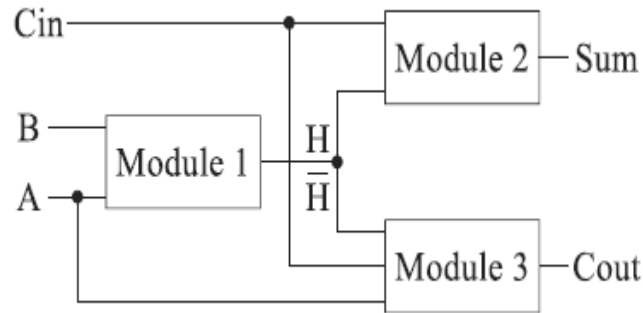 Cin
Module 2
Sum
B
Module 1
H
H̅
A
Module 3
Cout